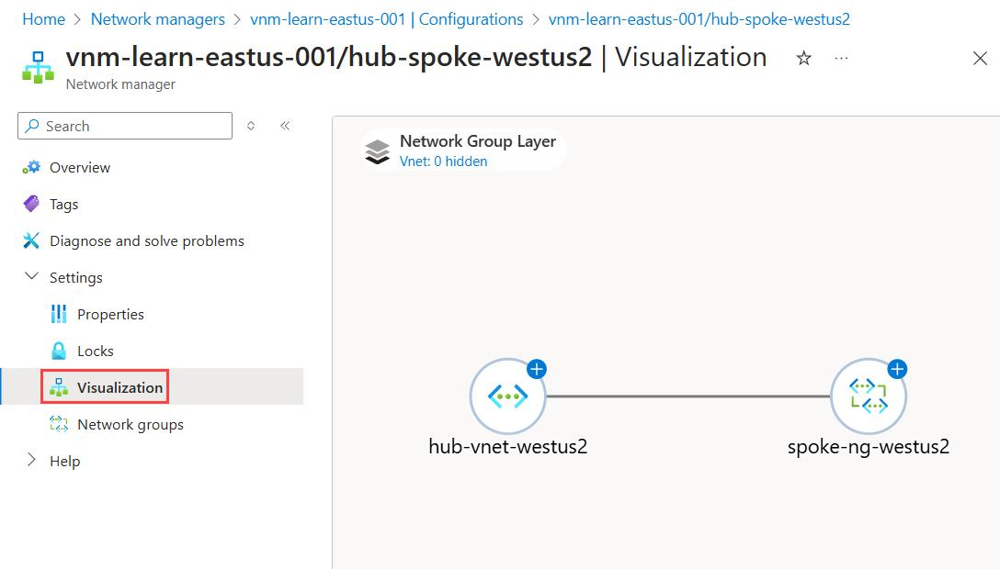 Home > Network managers > vnm-learn-eastus-001 | Configurations > vnm-learn-eastus-001/hub-spoke-westus2
vnm-learn-eastus-001/hub-spoke-westus2 | Visualization
Network manager
Search
Overview
Tags
Diagnose and solve problems
Settings
Properties
Locks
Visualization
Network groups
Help
Network Group Layer
Vnet: 0 hidden
hub-vnet-westus2
spoke-ng-westus2